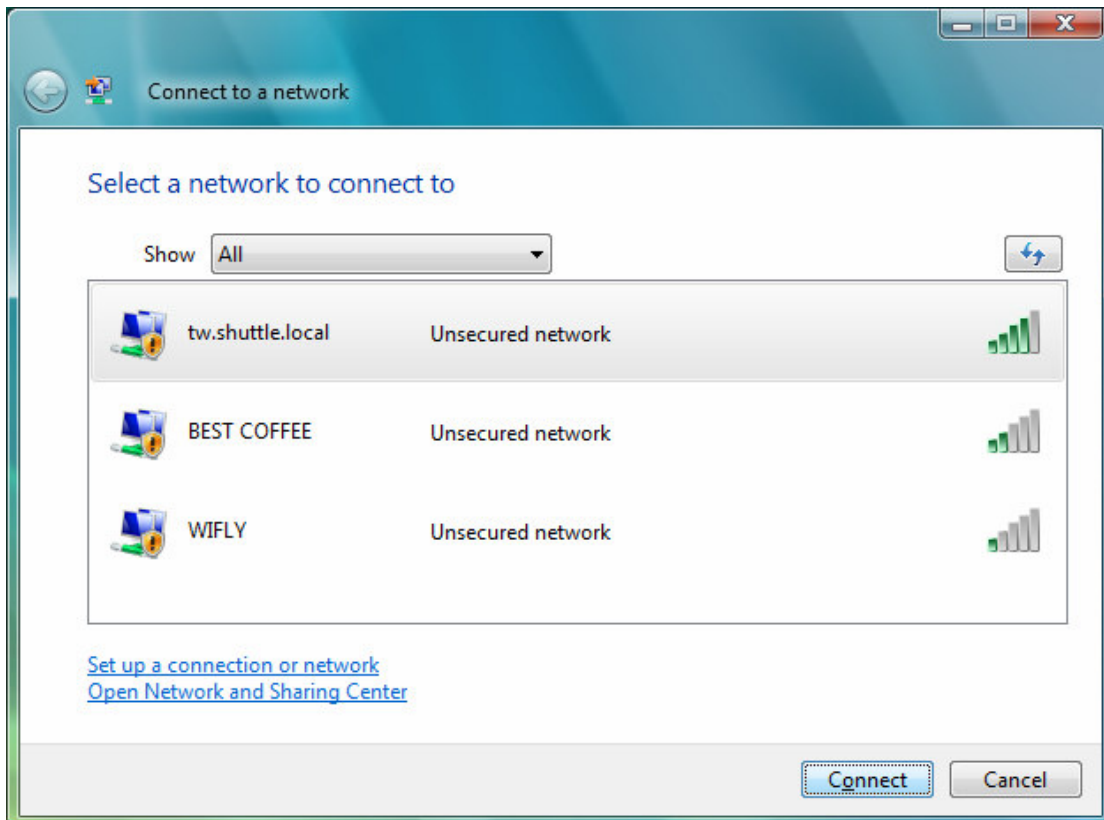 Connect to a network
Select a network to connect to
Show All
tw.shuttle.local Unsecured network
BEST COFFEE Unsecured network
WIFLY Unsecured network
Set up a connection or network
Open Network and Sharing Center
Connect Cancel